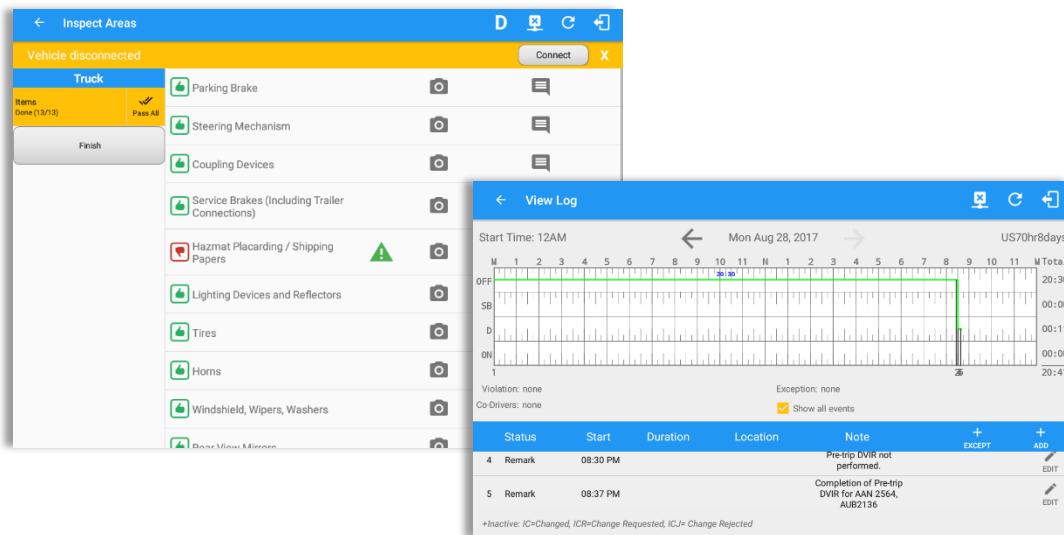 Inspect Areas
D
Vehicle disconnected
Connect
X
Truck
Items
Done (13/13)
Pass All
Finish
Parking Brake
Steering Mechanism
Coupling Devices
Service Brakes (Including Trailer
Connections)
Hazmat Placarding / Shipping
Papers
Lighting Devices and Reflectors
Tires
Horns
Windshield, Wipers, Washers
Rear View Mirrors
View Log
Start Time: 12AM
Mon Aug 28, 2017
US70hr8days
M 1 2 3 4 5 6 7 8 9 10 11 N 1 2 3 4 5 6 7 8 9 10 11 M Tota
20:30
OFF
20:30
SB
00:00
D
00:11
ON
00:00
1
20:41
Violation: none
Exception: none
Co-Drivers: none
Show all events
Status Start Duration Location Note
EXCEPT
ADD
4 Remark 08:30 PM
Pre-trip DVIR not
performed.
EDIT
5 Remark 08:37 PM
Completion of Pre-trip
DVIR for AAN 2564,
AUB2136
EDIT
+Inactive: IC=Changed, ICR=Change Requested, ICJ= Change Rejected